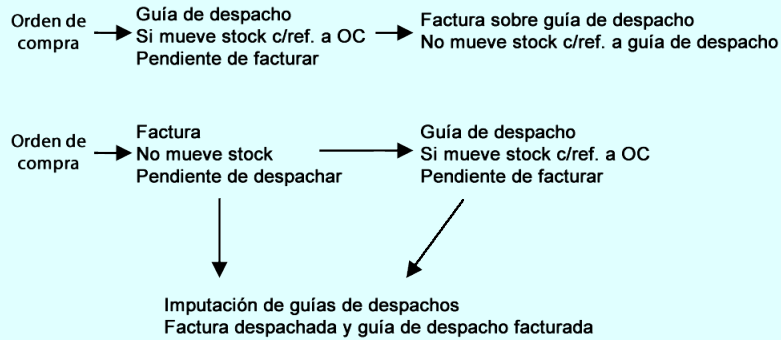 Orden de
compra
Guía de despacho
Si mueve stock c/ref. a OC
Pendiente de facturar
Factura sobre guía de despacho
No mueve stock c/ref. a guía de despacho
Orden de
compra
Factura
No mueve stock
Pendiente de despachar
Guía de despacho
Si mueve stock c/ref. a OC
Pendiente de facturar
Imputación de guías de despachos
Factura despachada y guía de despacho facturada